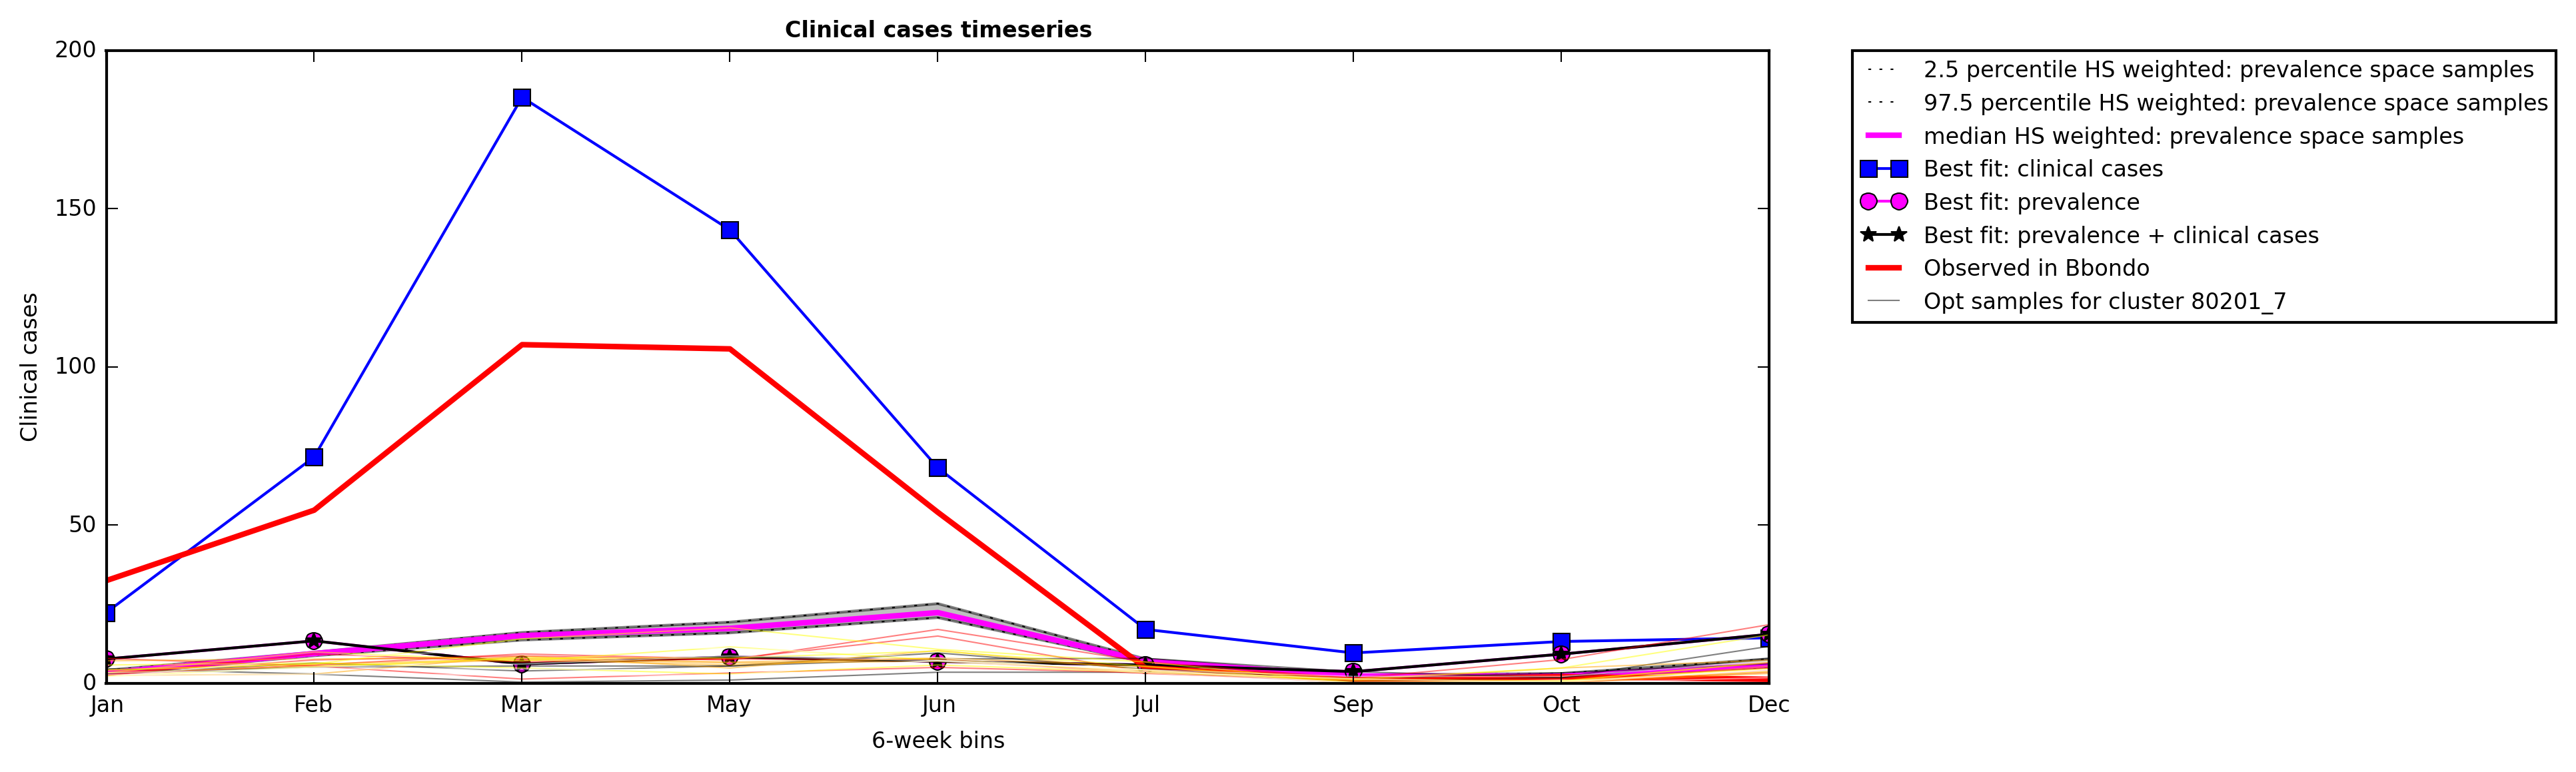 Clinical cases timeseries
200
150
100
50
0
Clinical cases
Jan Feb Mar May Jun Jul Sep Oct Dec
6-week bins
2.5 percentile HS weighted: prevalence space samples
97.5 percentile HS weighted: prevalence space samples
median HS weighted: prevalence space samples
Best fit: clinical cases
Best fit: prevalence
Best fit: prevalence + clinical cases
Observed in Bbondo
Opt samples for cluster 80201_7